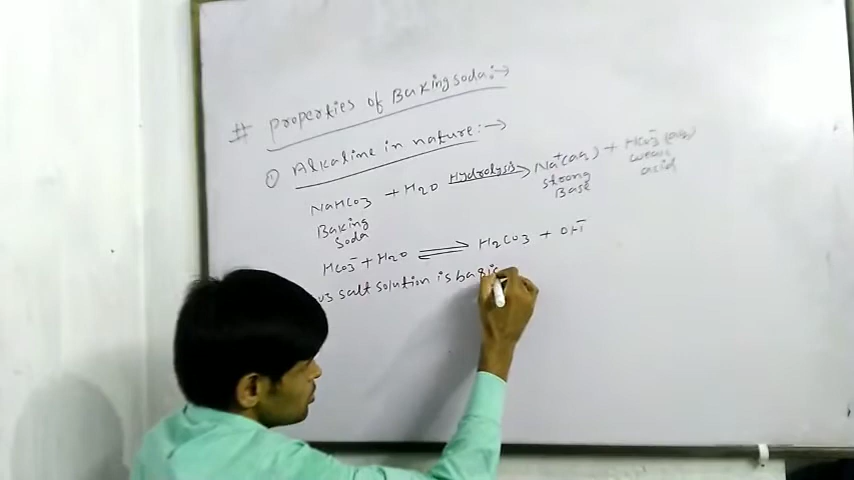 # Properties of Baking soda:→
① Alkaline in nature:→
NaHCO3 + H2O Hydrolysis→ Na+(aq) + HCO3-(aq)
Baking Soda strong Base weak acid
HCO3- + H2O ⇌ H2CO3 + OH-
us salt solution is basic